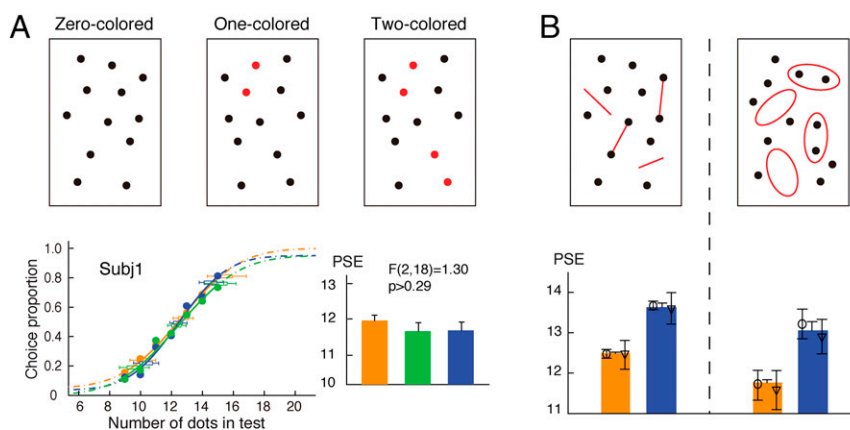 A
Zero-colored
One-colored
Two-colored
B
Choice proportion
1.0
0.8
0.6
0.4
0.2
0
Subj1
6
8
10
12
14
16
18
20
Number of dots in test
PSE
F(2,18)=1.30
p>0.29
13
12
11
10
PSE
14
13
12
11